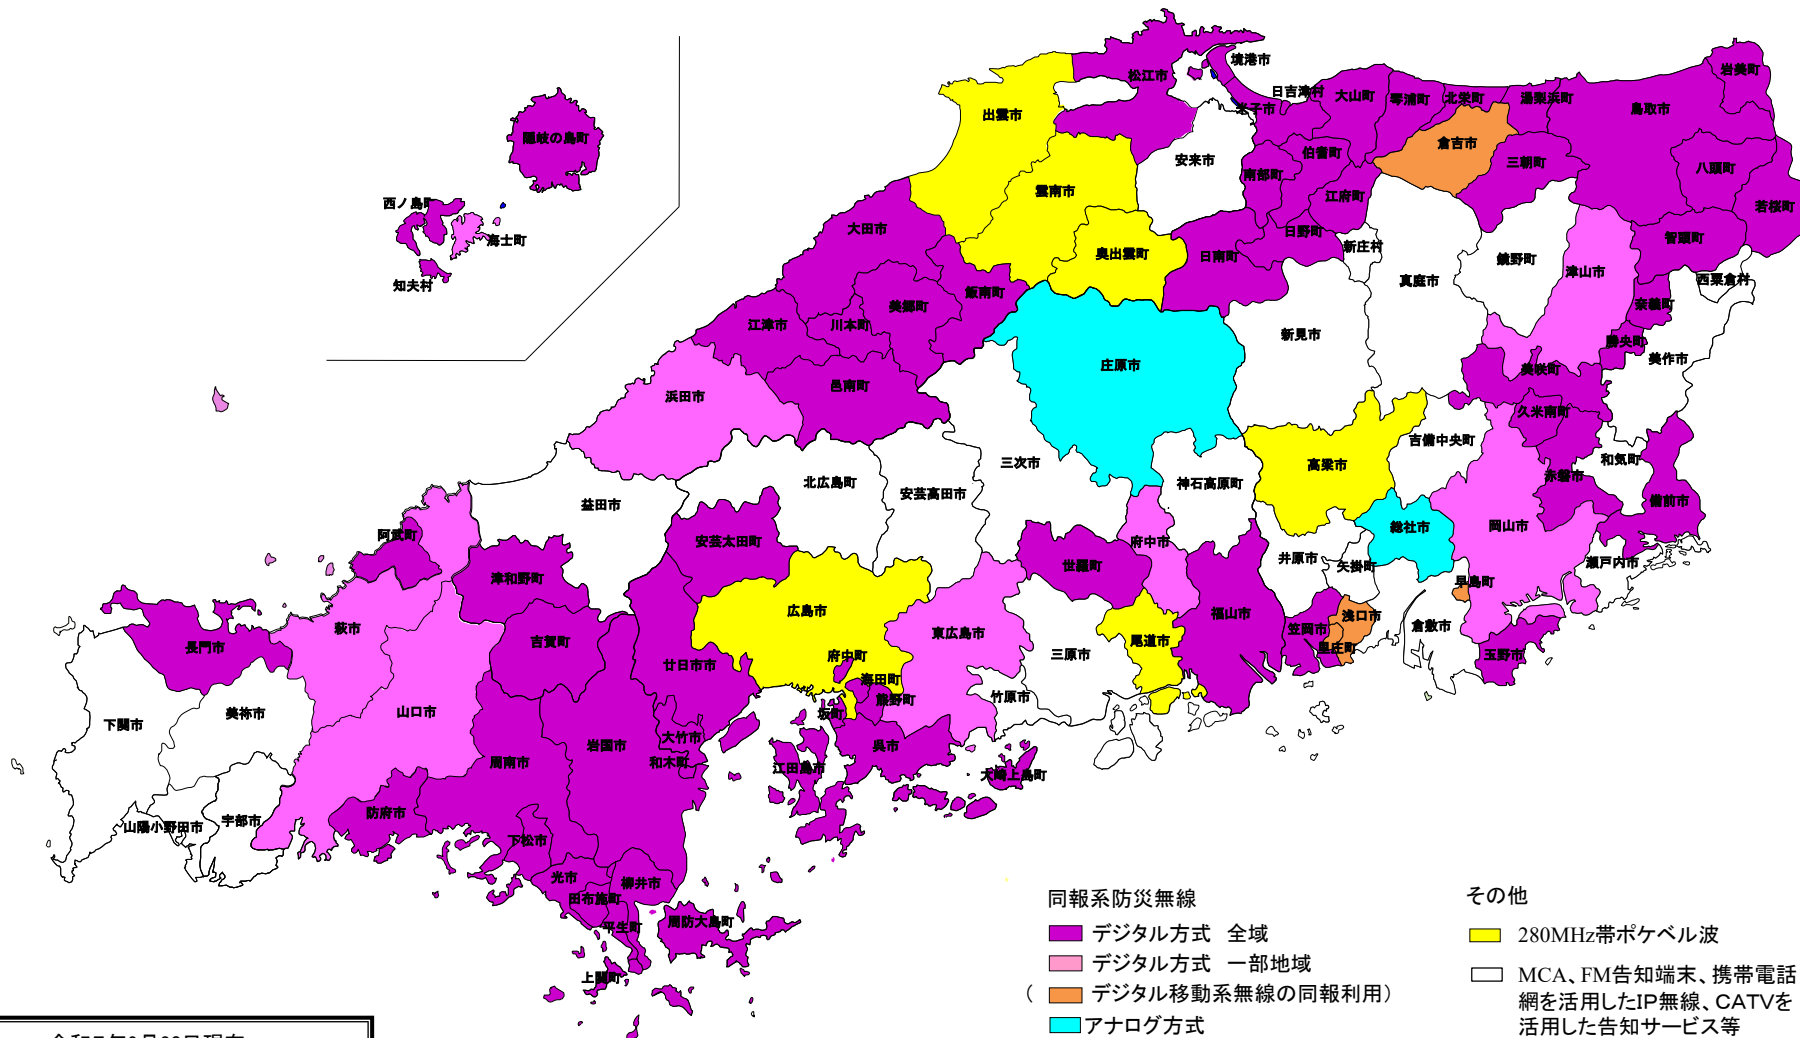 境港市
松江市
岩美町
日吉津村
大山町
琴浦町
北栄町
湯梨浜町
鳥取市
米子市
出雲市
隠岐の島町
倉吉市
伯耆町
安来市
三朝町
八頭町
南部町
雲南市
江府町
西ノ島町
若桜町
大田市
日野町
智頭町
海士町
新庄村
奥出雲町
日南町
鏡野町
津山市
真庭市
西粟倉村
知夫村
飯南町
美郷町
奈義町
江津市
川本町
新見市
勝央町
美作市
庄原市
美咲町
邑南町
浜田市
久米南町
吉備中央町
三次市
高梁市
和気町
北広島町
神石高原町
赤磐市
安芸高田市
益田市
備前市
総社市
岡山市
阿武町
安芸太田町
府中市
井原市
瀬戸内市
世羅町
矢掛町
津和野町
早島町
広島市
福山市
浅口市
萩市
笠岡市
倉敷市
東広島市
吉賀町
尾道市
長門市
里庄町
府中町
三原市
玉野市
廿日市市
海田町
竹原市
熊野町
美祢市
山口市
坂町
下関市
大竹市
岩国市
呉市
周南市
和木町
江田島市
大崎上島町
防府市
宇部市
山陽小野田市
下松市
光市
柳井市
田布施町
周防大島町
平生町
上関町
同報系防災無線
デジタル方式 全域
デジタル方式 一部地域
( デジタル移動系無線の同報利用)
アナログ方式
その他
280MHz帯ポケベル波
MCA、FM告知端末、携帯電話
網を活用したIP無線、CATVを
活用した告知サービス等